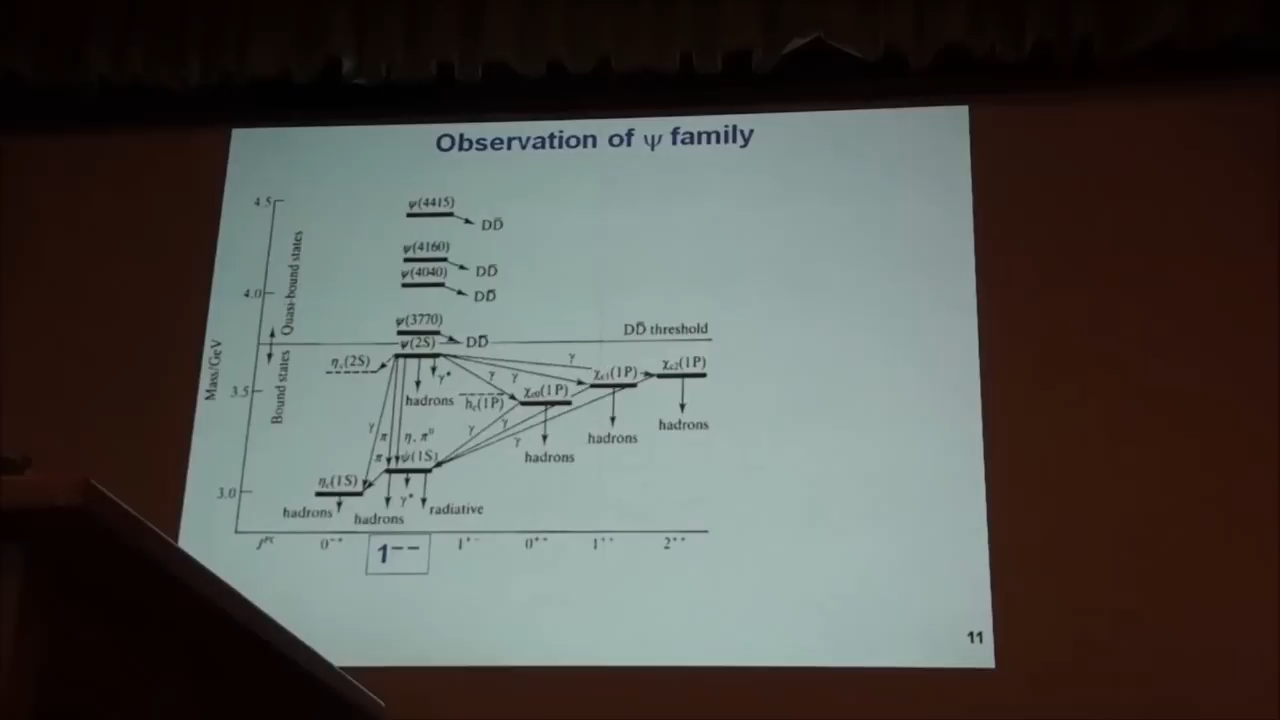 Observation of ψ family
4.5
ψ(4415)
DD̄
ψ(4160)
DD̄
ψ(4040)
DD̄
4.0
Quasi-bound states
ψ(3770)
DD̄
DD̄ threshold
ψ(2S)
η_c(2S)
γ
γ*
γ
γ
χ_c1(1P)
χ_c2(1P)
Mass/GeV
3.5
Bound states
hadrons
h_c(1P)
χ_c0(1P)
hadrons
hadrons
γ
π
η, π⁰
γ
γ
γ
π
ψ(1S)
hadrons
3.0
η_c(1S)
hadrons
hadrons
γ*
radiative
J^PC
0⁻⁺
1⁻⁻
1⁺⁻
0⁺⁺
1⁺⁺
2⁺⁺
11